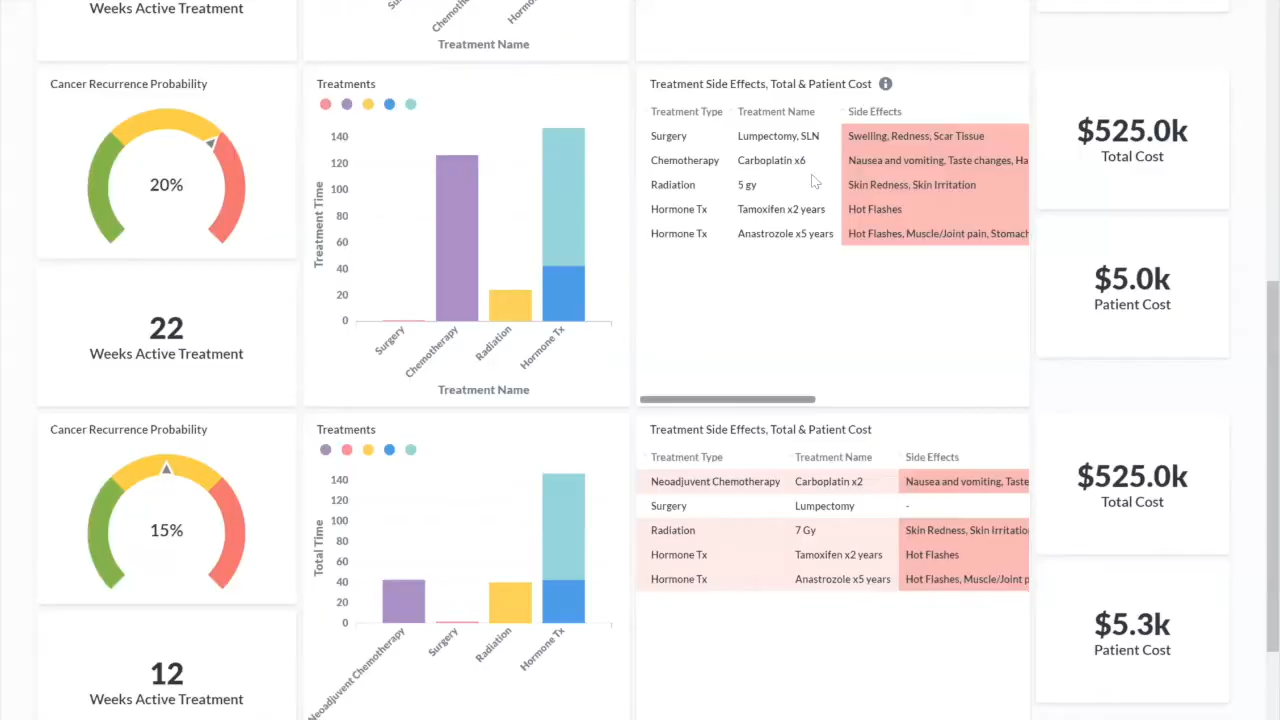 Weeks Active Treatment
Treatment Name
Cancer Recurrence Probability
20%
22
Weeks Active Treatment
Treatments
Treatment Time
140
120
100
80
60
40
20
0
Surgery
Chemotherapy
Radiation
Hormone Tx
Treatment Name
Treatment Side Effects, Total & Patient Cost
Treatment Type Treatment Name Side Effects
Surgery Lumpectomy, SLN Swelling, Redness, Scar Tissue
Chemotherapy Carboplatin x6 Nausea and vomiting, Taste changes, Ha
Radiation 5 gy Skin Redness, Skin Irritation
Hormone Tx Tamoxifen x2 years Hot Flashes
Hormone Tx Anastrozole x5 years Hot Flashes, Muscle/Joint pain, Stomach
$525.0k
Total Cost
$5.0k
Patient Cost
Cancer Recurrence Probability
15%
12
Weeks Active Treatment
Treatments
Total Time
140
120
100
80
60
40
20
0
Neoadjuvent Chemotherapy
Surgery
Radiation
Hormone Tx
Treatment Side Effects, Total & Patient Cost
Treatment Type Treatment Name Side Effects
Neoadjuvent Chemotherapy Carboplatin x2 Nausea and vomiting, Taste
Surgery Lumpectomy -
Radiation 7 Gy Skin Redness, Skin Irritatio
Hormone Tx Tamoxifen x2 years Hot Flashes
Hormone Tx Anastrozole x5 years Hot Flashes, Muscle/Joint p
$525.0k
Total Cost
$5.3k
Patient Cost